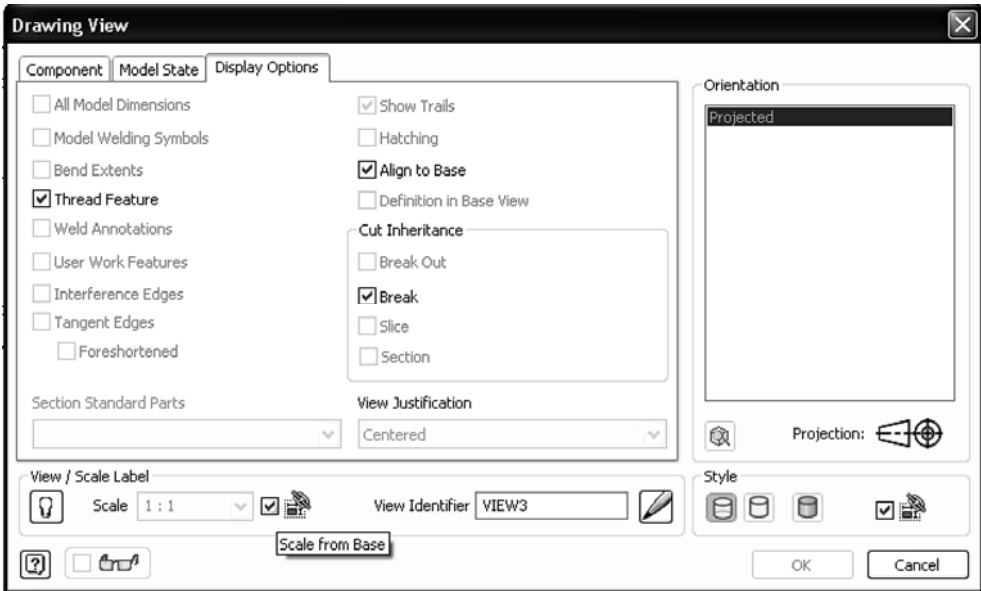 Drawing View
Component Model State Display Options
All Model Dimensions
Model Welding Symbols
Bend Extents
Thread Feature
Weld Annotations
User Work Features
Interference Edges
Tangent Edges
Foreshortened
Section Standard Parts
Show Trails
Hatching
Align to Base
Definition in Base View
Cut Inheritance
Break Out
Break
Slice
Section
View Justification
Centered
Orientation
Projected
Projection:
View / Scale Label
Scale 1 : 1
View Identifier VIEW3
Scale from Base
Style
OK Cancel